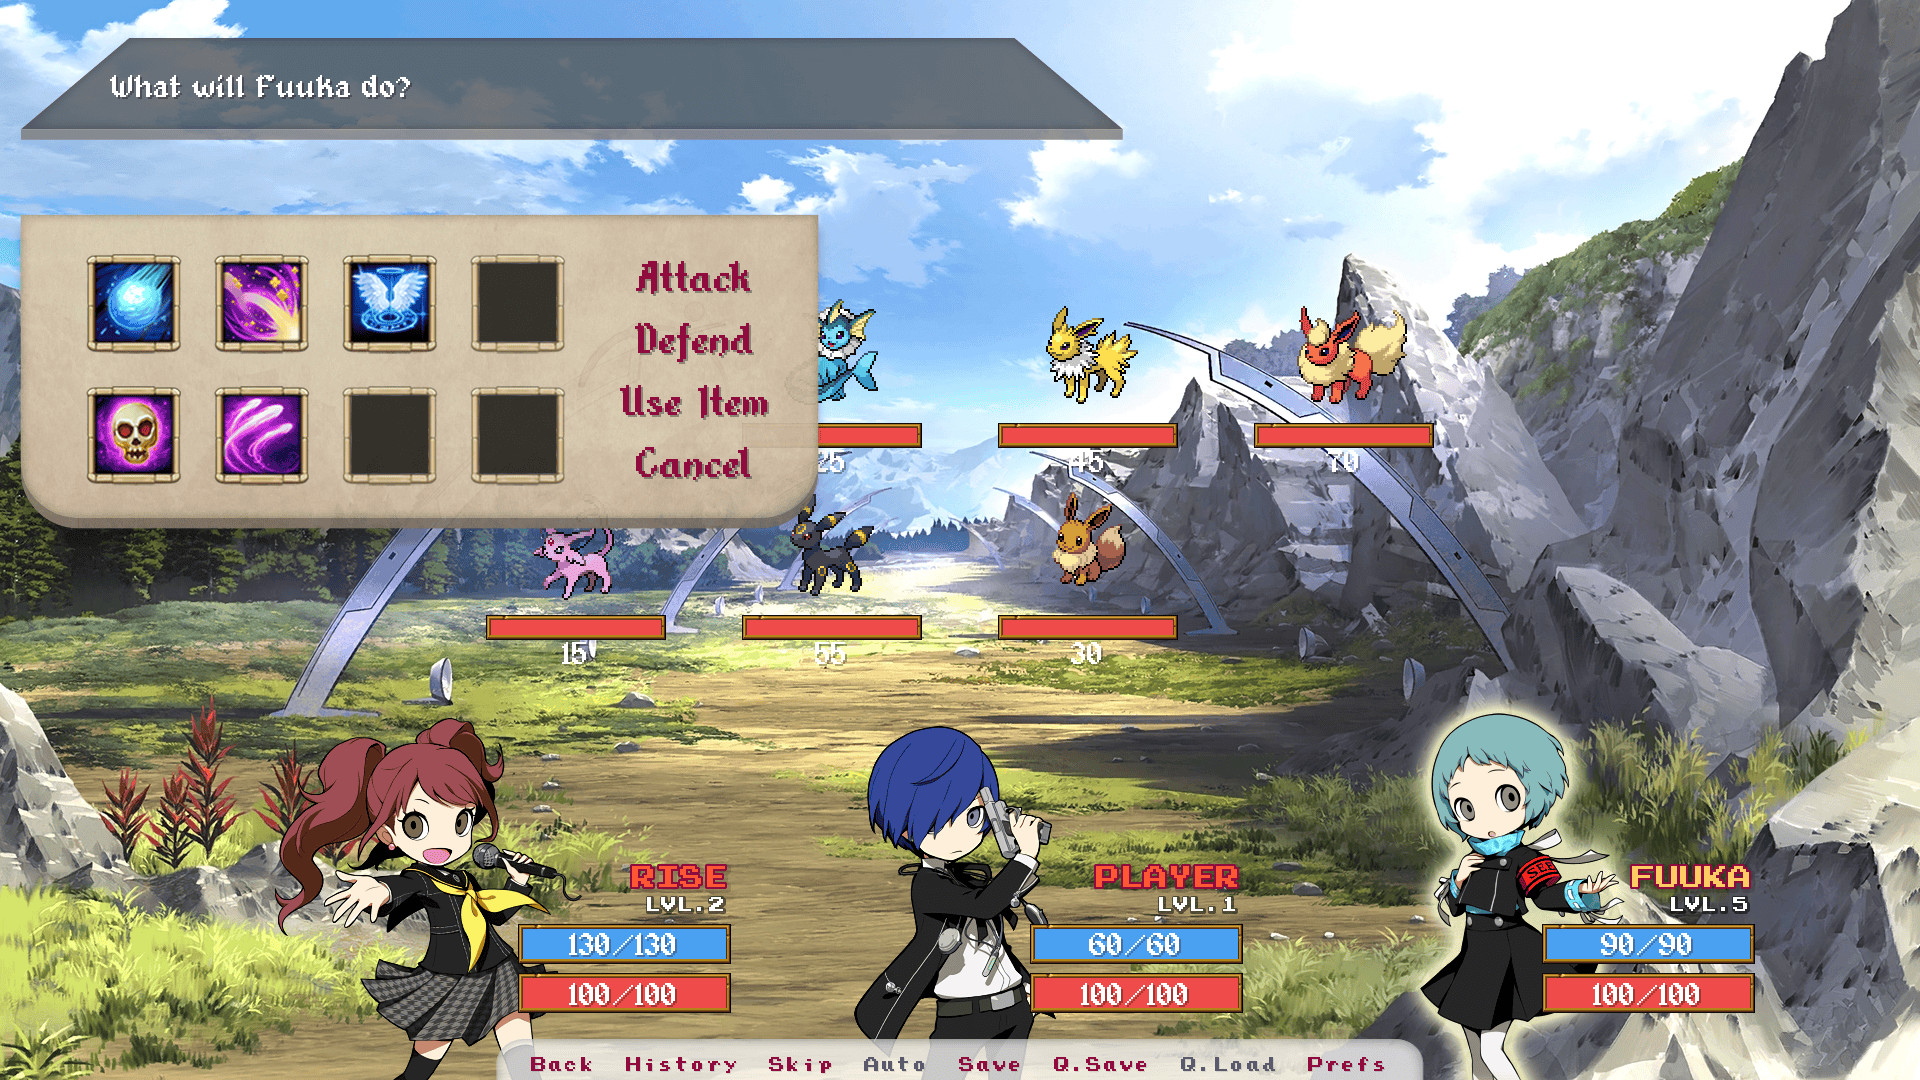 What will Fuuka do?
Attack
Defend
Use Item
Cancel
25
45
70
15
55
30
RISE
LVL.2
130/130
100/100
PLAYER
LVL.1
60/60
100/100
SEES
FUUKA
LVL.5
90/90
100/100
Back History Skip Auto Save Q.Save Q.Load Prefs